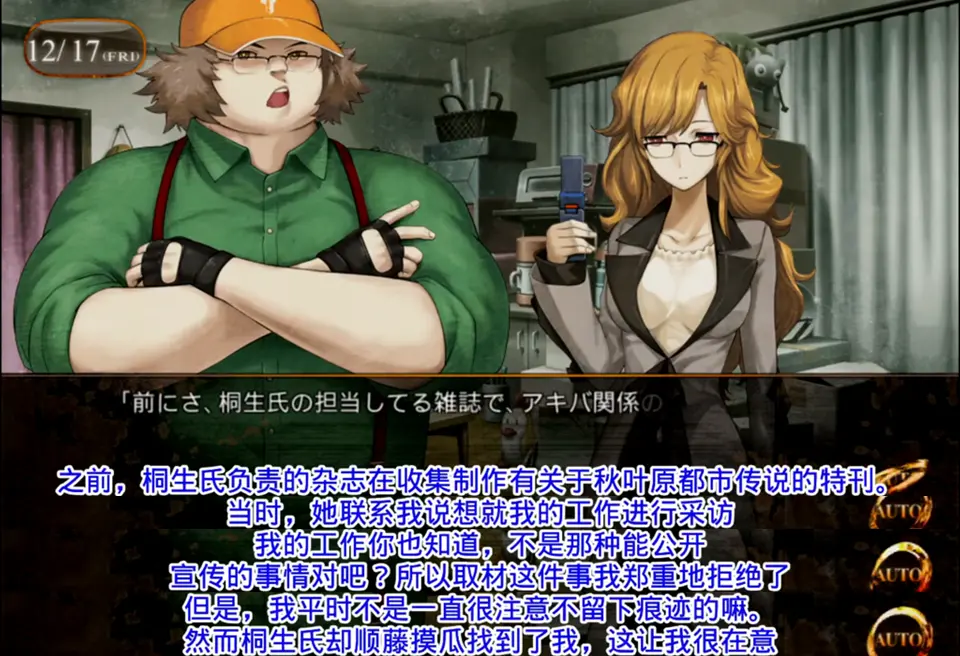 12/17(FRI)
「前にさ、桐生氏の担当してる雑誌で、アキバ関係の
之前，桐生氏负责的杂志在收集制作有关于秋叶原都市传说的特刊。
当时，她联系我说想就我的工作进行采访
AUTO
我的工作你也知道，不是那种能公开
宣传的事情对吧？所以取材这件事我郑重地拒绝了
AUTO
但是，我平时不是一直很注意不留下痕迹的嘛。
然而桐生氏却顺藤摸瓜找到了我，这让我很在意
AUTO